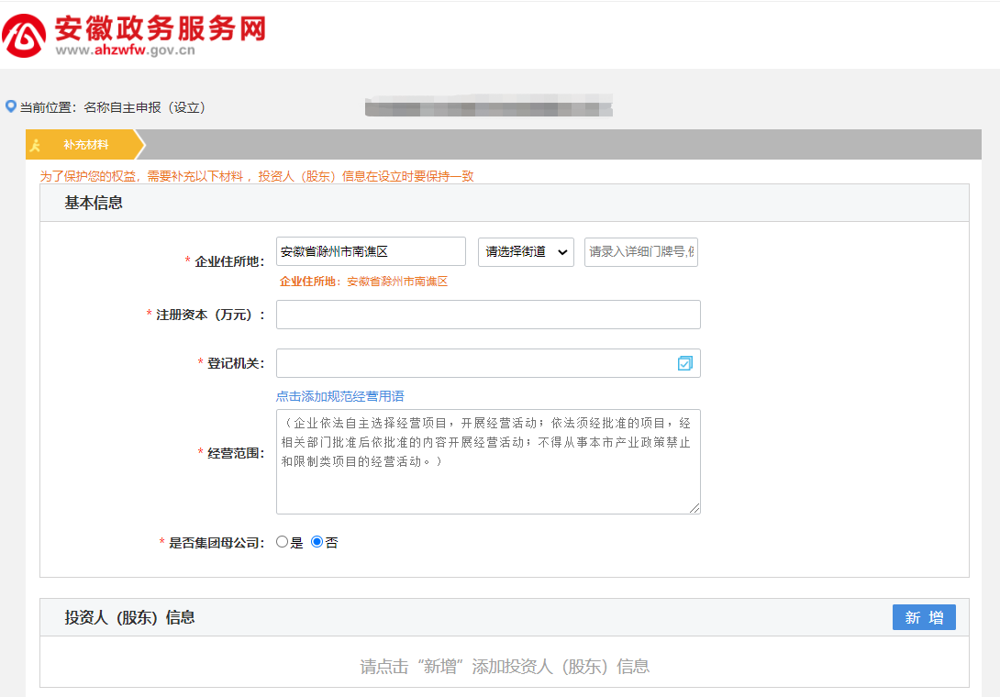 安徽政务服务网
www.ahzwfw.gov.cn
当前位置：名称自主申报（设立）
补充材料
为了保护您的权益，需要补充以下材料，投资人（股东）信息在设立时要保持一致
基本信息
* 企业住所地： 安徽省滁州市南谯区 请选择街道 请录入详细门牌号,
企业住所地：安徽省滁州市南谯区
* 注册资本（万元）：
* 登记机关：
点击添加规范经营用语
* 经营范围：
（企业依法自主选择经营项目，开展经营活动；依法须经批准的项目，经
相关部门批准后依批准的内容开展经营活动；不得从事本市产业政策禁止
和限制类项目的经营活动。）
* 是否集团母公司： 是 否
投资人（股东）信息 新 增
请点击“新增”添加投资人（股东）信息